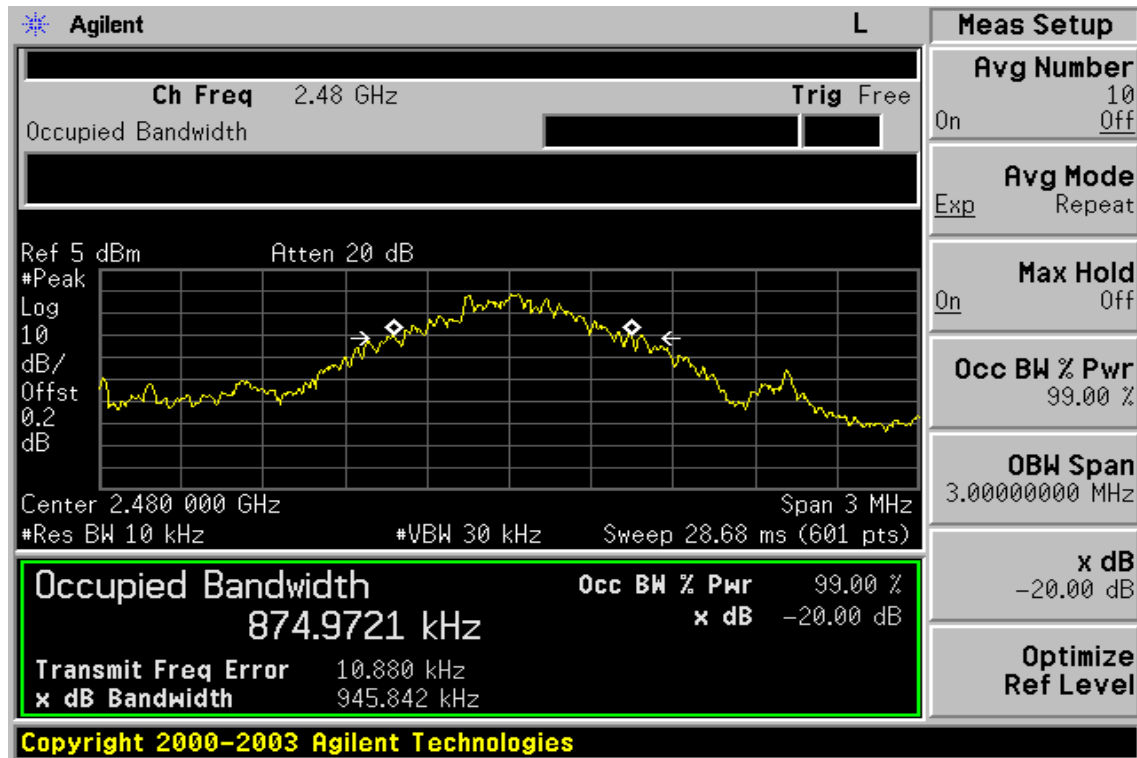 Agilent L
Ch Freq 2.48 GHz Trig Free
Occupied Bandwidth
Ref 5 dBm Atten 20 dB
#Peak
Log
10
dB/
Offst
0.2
dB
Center 2.480 000 GHz Span 3 MHz
#Res BW 10 kHz #VBW 30 kHz Sweep 28.68 ms (601 pts)
Occupied Bandwidth Occ BW % Pwr 99.00 %
874.9721 kHz x dB -20.00 dB
Transmit Freq Error 10.880 kHz
x dB Bandwidth 945.842 kHz
Copyright 2000-2003 Agilent Technologies
Meas Setup
Avg Number
10
On Off
Avg Mode
Exp Repeat
Max Hold
On Off
Occ BW % Pwr
99.00 %
OBW Span
3.00000000 MHz
x dB
-20.00 dB
Optimize
Ref Level